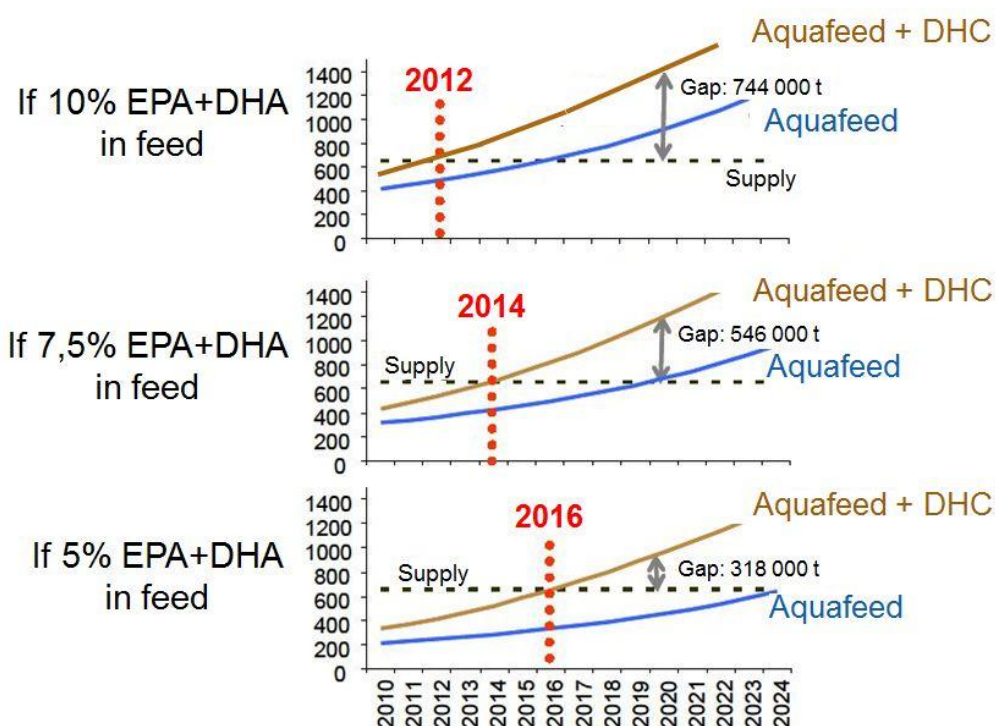 If 10% EPA+DHA
in feed
1400
1200
1000
800
600
400
200
0
2012
Aquafeed + DHC
Gap: 744 000 t
Aquafeed
Supply
If 7,5% EPA+DHA
in feed
1400
1200
1000
800
600
400
200
0
2014
Aquafeed + DHC
Gap: 546 000 t
Aquafeed
Supply
If 5% EPA+DHA
in feed
1400
1200
1000
800
600
400
200
0
2016
Aquafeed + DHC
Gap: 318 000 t
Aquafeed
Supply
2010
2011
2012
2013
2014
2015
2016
2017
2018
2019
2020
2021
2022
2023
2024